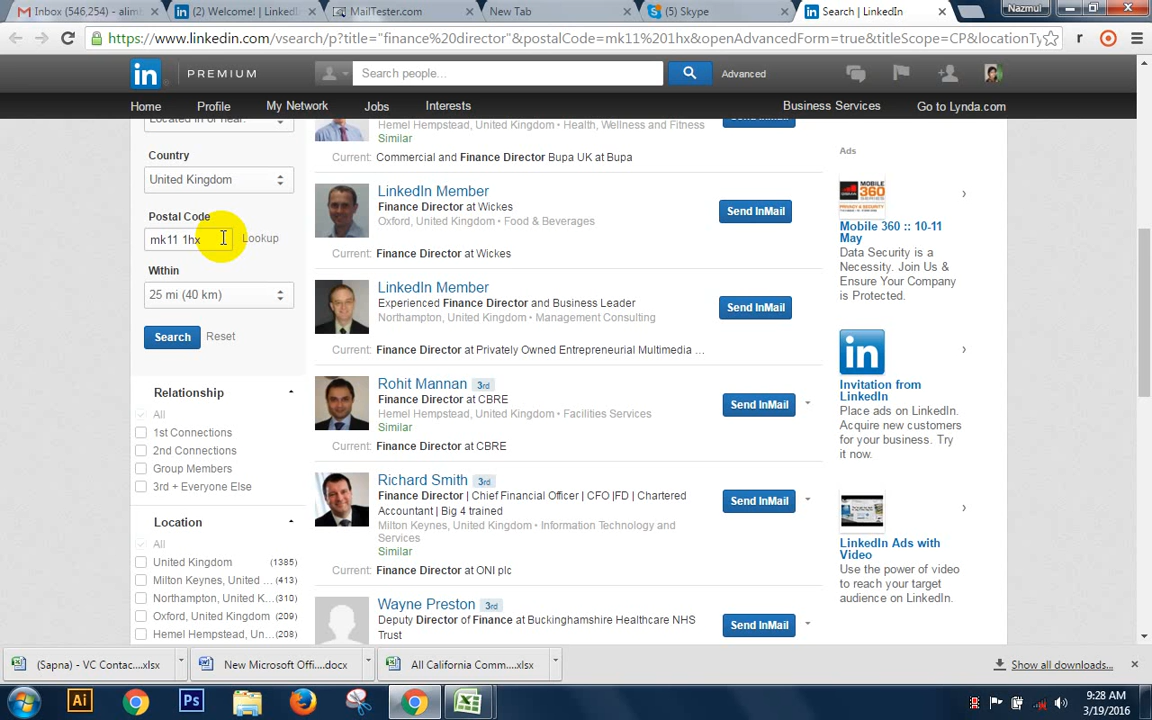 Inbox (546,254) - alims
(2) Welcome! | LinkedI
MailTester.com
New Tab
(5) Skype
Search | LinkedIn
Nazmul
https://www.linkedin.com/vsearch/p?title="finance%20director"&postalCode=mk11%201hx&openAdvancedForm=true&titleScope=CP&locationTy
in PREMIUM
Search people...
Advanced
Home
Profile
My Network
Jobs
Interests
Business Services
Go to Lynda.com
Located in or near:
Country
United Kingdom
Postal Code
mk11 1hx
Lookup
Within
25 mi (40 km)
Search
Reset
Relationship
All
1st Connections
2nd Connections
Group Members
3rd + Everyone Else
Location
All
United Kingdom (1385)
Milton Keynes, United ... (413)
Northampton, United K... (310)
Oxford, United Kingdom (209)
Hemel Hempstead, Un... (208)
Hemel Hempstead, United Kingdom • Health, Wellness and Fitness
Similar
Current: Commercial and Finance Director Bupa UK at Bupa
LinkedIn Member
Finance Director at Wickes
Oxford, United Kingdom • Food & Beverages
Send InMail
Current: Finance Director at Wickes
LinkedIn Member
Experienced Finance Director and Business Leader
Northampton, United Kingdom • Management Consulting
Send InMail
Current: Finance Director at Privately Owned Entrepreneurial Multimedia ...
Rohit Mannan 3rd
Finance Director at CBRE
Hemel Hempstead, United Kingdom • Facilities Services
Similar
Send InMail
Current: Finance Director at CBRE
Richard Smith 3rd
Finance Director | Chief Financial Officer | CFO |FD | Chartered
Accountant | Big 4 trained
Milton Keynes, United Kingdom • Information Technology and
Services
Similar
Send InMail
Current: Finance Director at ONI plc
Wayne Preston 3rd
Deputy Director of Finance at Buckinghamshire Healthcare NHS
Trust
Send InMail
Ads
MOBILE
360
Mobile 360 :: 10-11
May
Data Security is a
Necessity. Join Us &
Ensure Your Company
is Protected.
in
Invitation from
LinkedIn
Place ads on LinkedIn.
Acquire new customers
for your business. Try
it now.
LinkedIn Ads with
Video
Use the power of video
to reach your target
audience on LinkedIn.
(Sapna) - VC Contac....xlsx
New Microsoft Offi....docx
All California Comm....xlsx
Show all downloads...
Ai
Ps
9:28 AM
3/19/2016